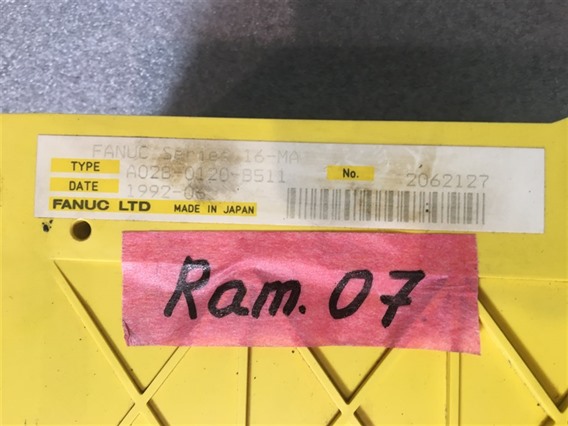 FANUC Series 16-MA
TYPE A02B-0120-B511 No. 2062127
DATE 1992-06
FANUC LTD MADE IN JAPAN
Ram. 07